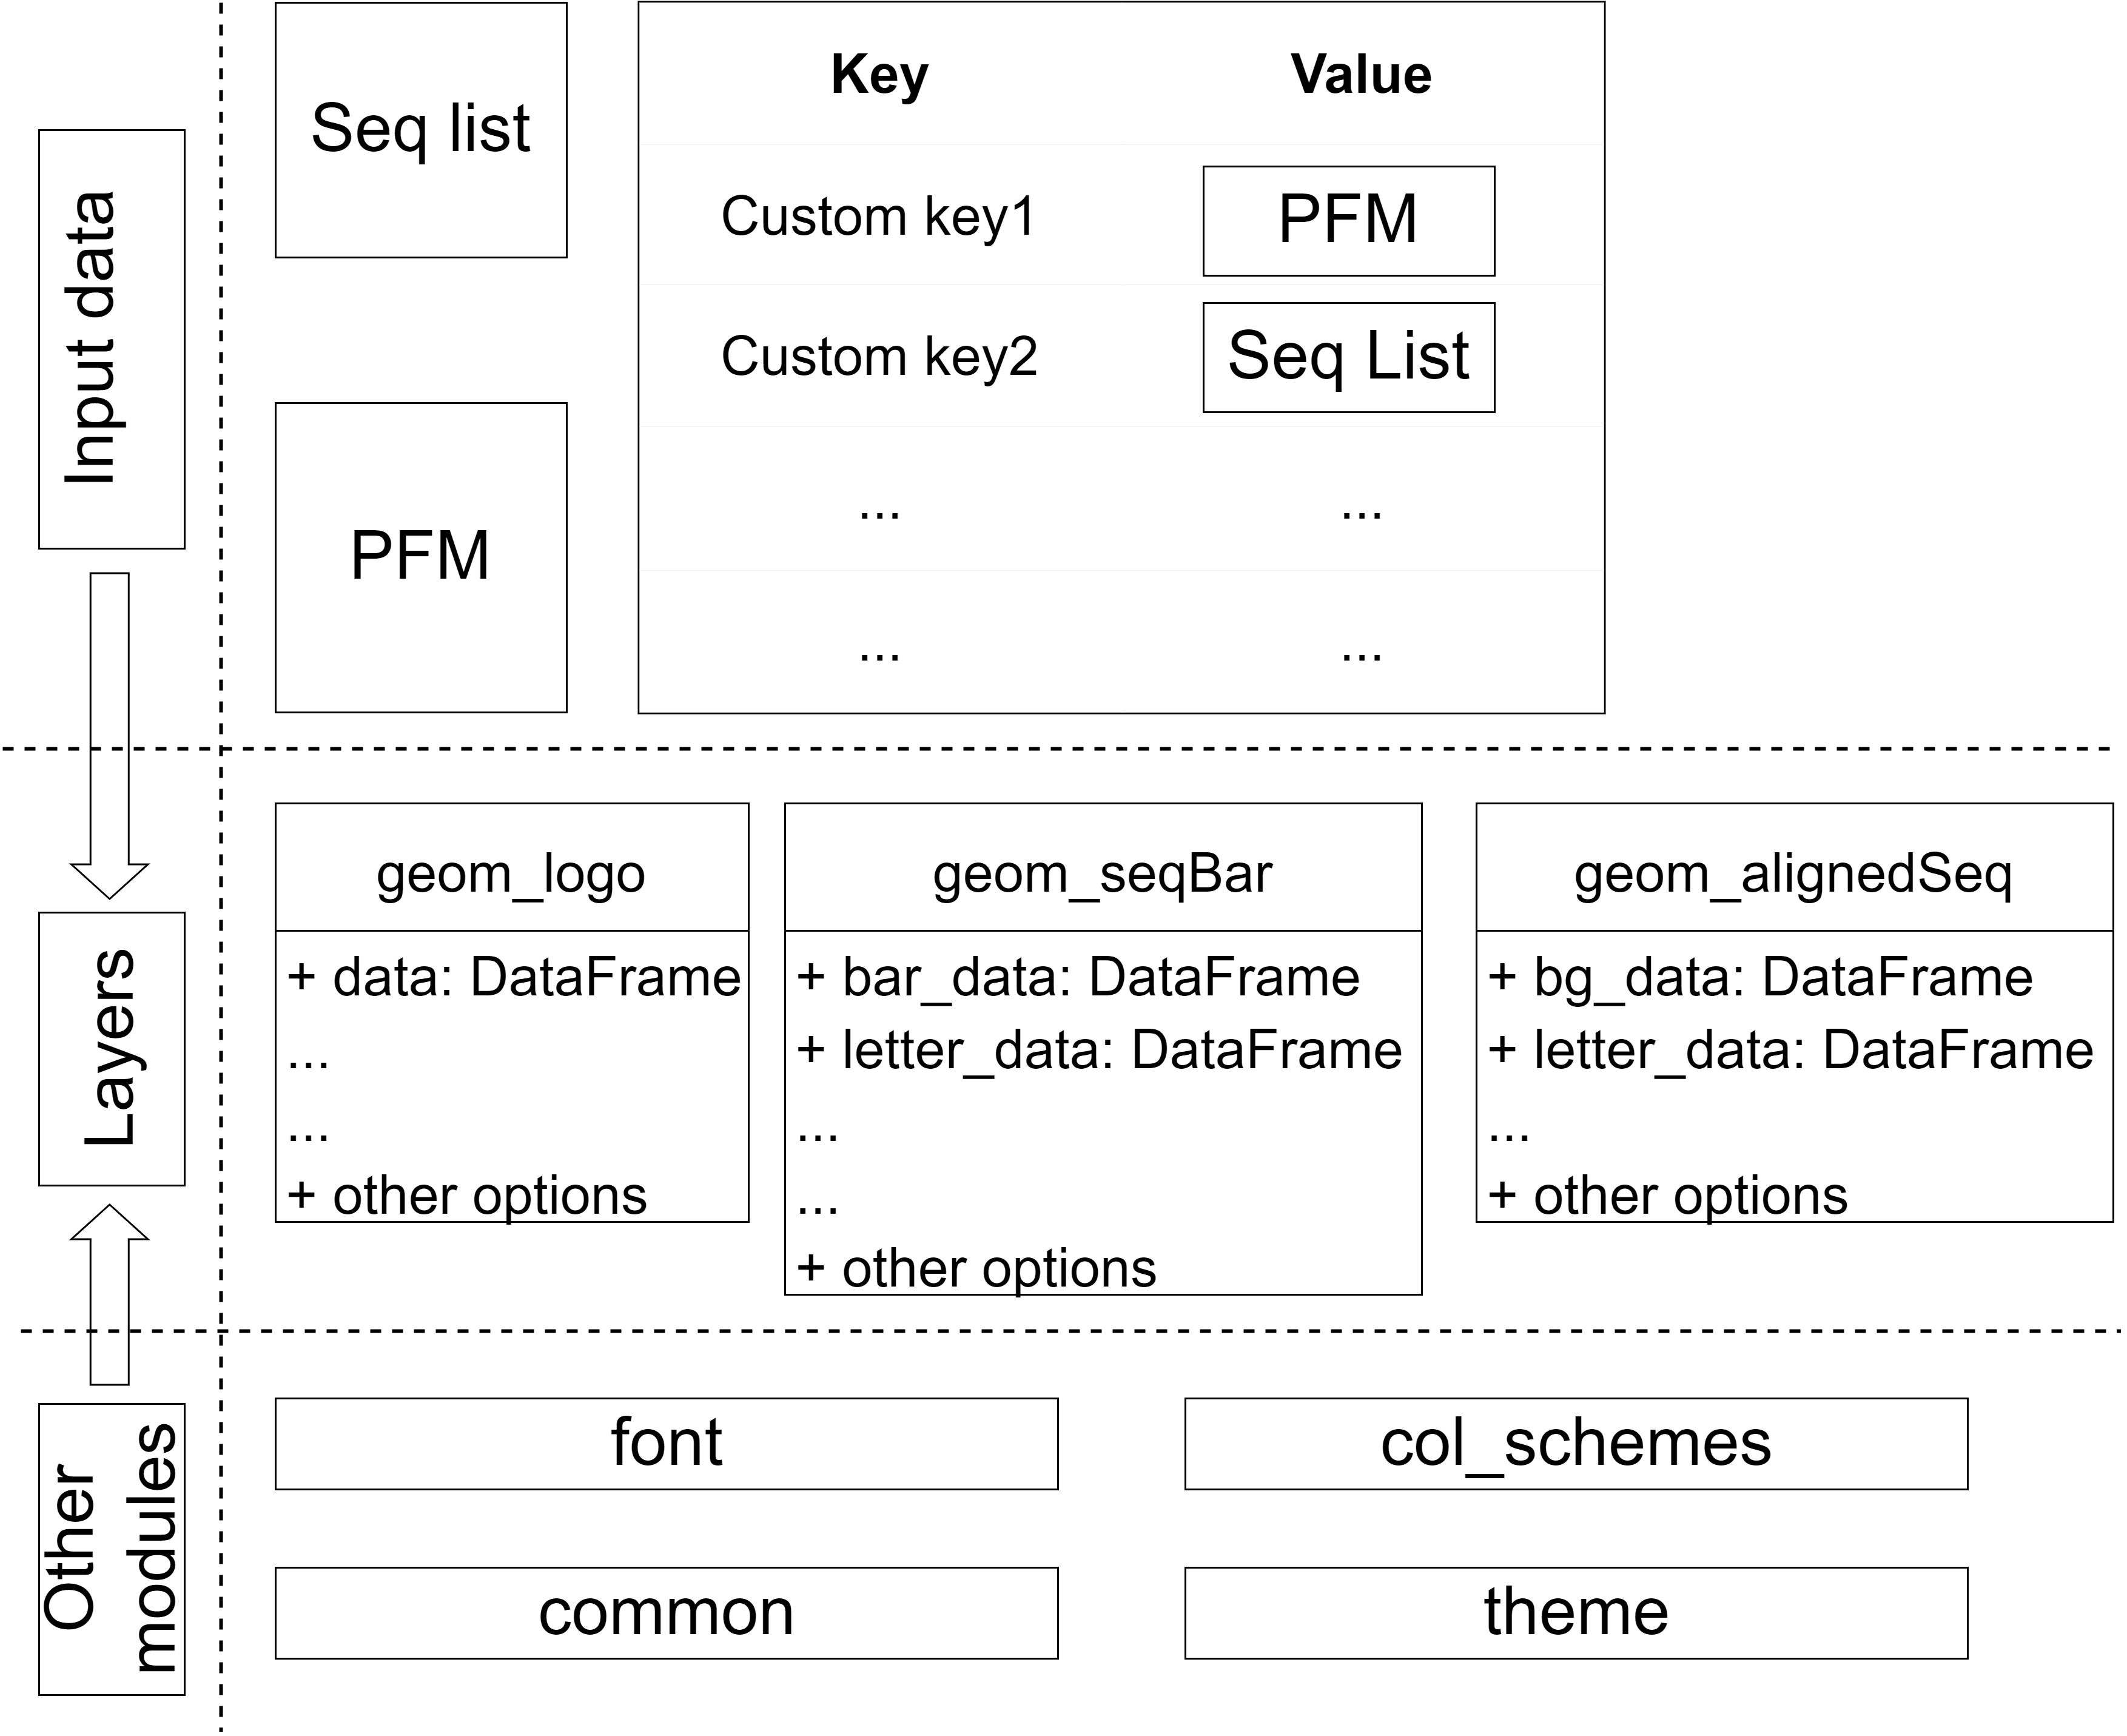 Input data
Seq list
PFM
Key Value
Custom key1 PFM
Custom key2 Seq List
... ...
... ...
Layers
geom_logo
+ data: DataFrame
...
...
+ other options
geom_seqBar
+ bar_data: DataFrame
+ letter_data: DataFrame
...
...
+ other options
geom_alignedSeq
+ bg_data: DataFrame
+ letter_data: DataFrame
...
+ other options
Other
modules
font
col_schemes
common
theme